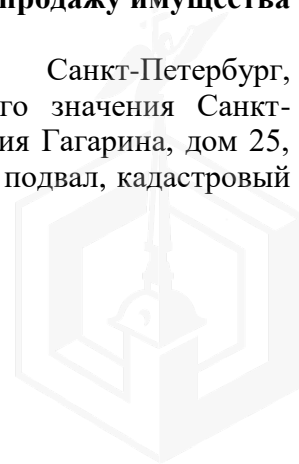 продажу имущества
Санкт-Петербург,
го значения Санкт-
ия Гагарина, дом 25,
подвал, кадастровый